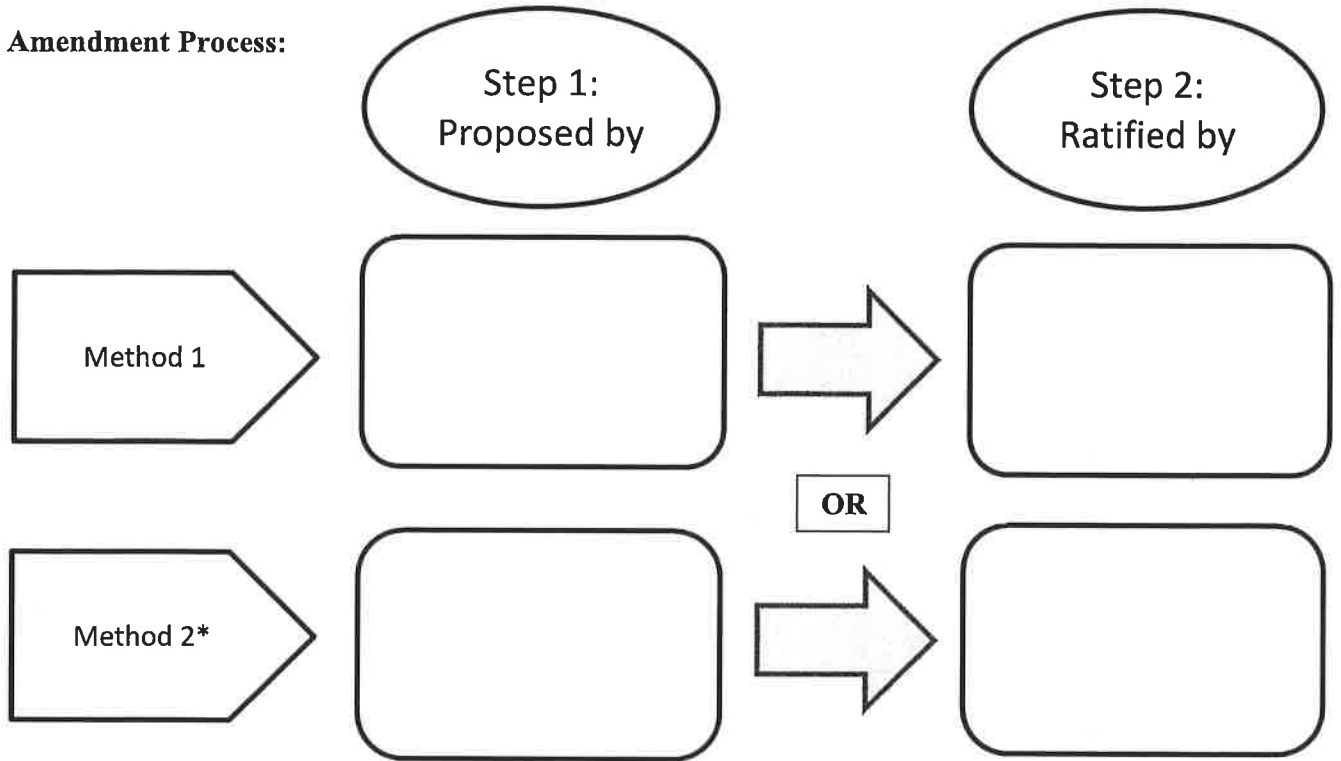 Amendment Process:
Step 1:
Proposed by
Step 2:
Ratified by
Method 1
OR
Method 2*